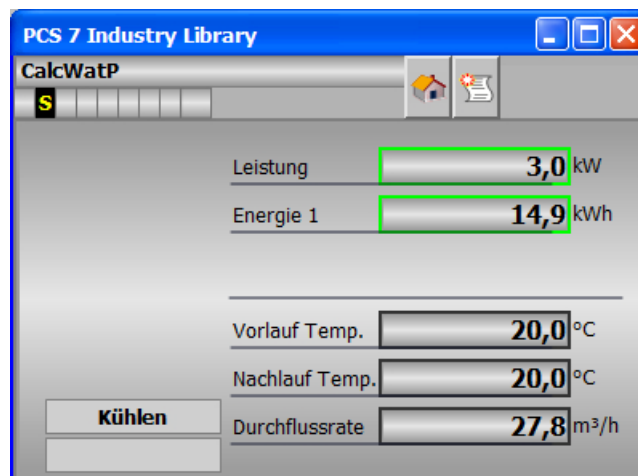 PCS 7 Industry Library
CalcWatP
S
Leistung 3,0 kW
Energie 1 14,9 kWh
Vorlauf Temp. 20,0 °C
Nachlauf Temp. 20,0 °C
Kühlen
Durchflussrate 27,8 m³/h